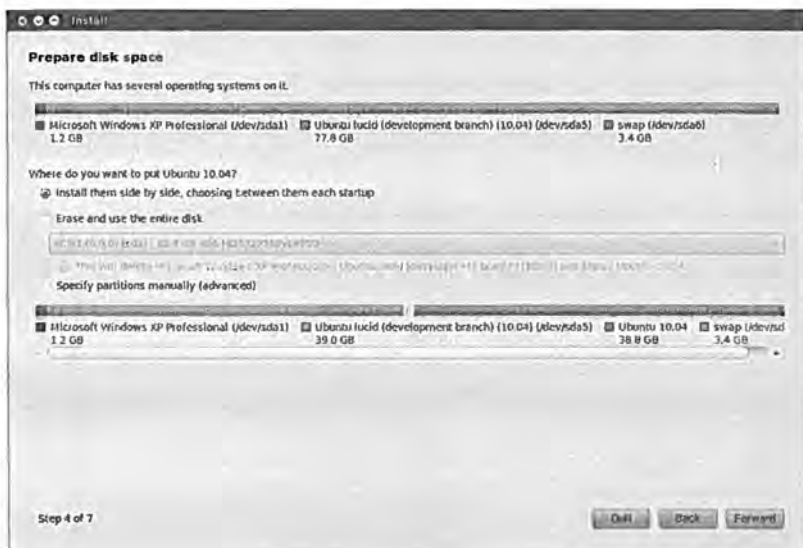 Install
Prepare disk space
This computer has several operating systems on it.
Microsoft Windows XP Professional (/dev/sda1) Ubuntu lucid (development branch) (10.04) (/dev/sda5) swap (/dev/sda6)
1.2 GB 77.8 GB 3.4 GB
Where do you want to put Ubuntu 10.04?
Install them side by side, choosing between them each startup
Erase and use the entire disk
This will delete
Specify partitions manually (advanced)
Microsoft Windows XP Professional (/dev/sda1) Ubuntu lucid (development branch) (10.04) (/dev/sda5) Ubuntu 10.04 swap (/dev/sd
1.2 GB 39.0 GB 38.8 GB 3.4 GB
Step 4 of 7 Quit Back Forward